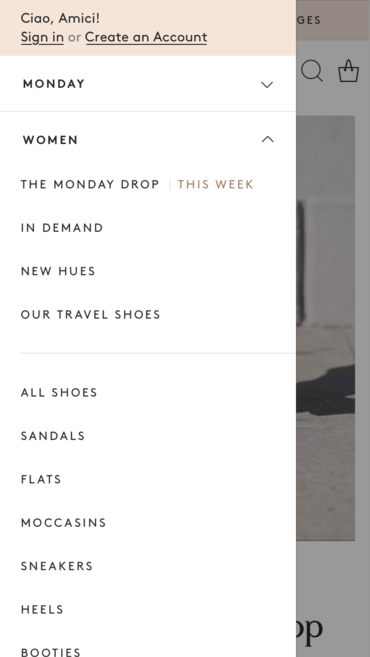 Ciao, Amici!
Sign in or Create an Account
GES
MONDAY
WOMEN
THE MONDAY DROP | THIS WEEK
IN DEMAND
NEW HUES
OUR TRAVEL SHOES
ALL SHOES
SANDALS
FLATS
MOCCASINS
SNEAKERS
HEELS
BOOTIES
op